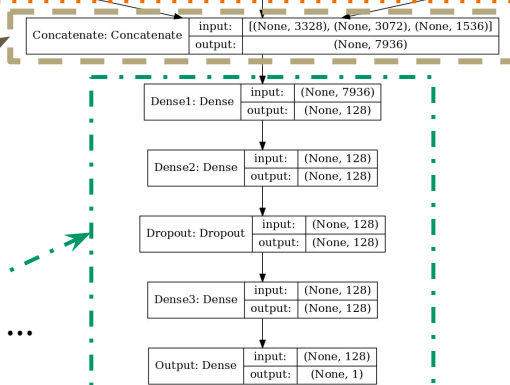 Concatenate: Concatenate
input: [(None, 3328), (None, 3072), (None, 1536)]
output: (None, 7936)
Dense1: Dense
input: (None, 7936)
output: (None, 128)
Dense2: Dense
input: (None, 128)
output: (None, 128)
Dropout: Dropout
input: (None, 128)
output: (None, 128)
Dense3: Dense
input: (None, 128)
output: (None, 128)
...
Output: Dense
input: (None, 128)
output: (None, 1)